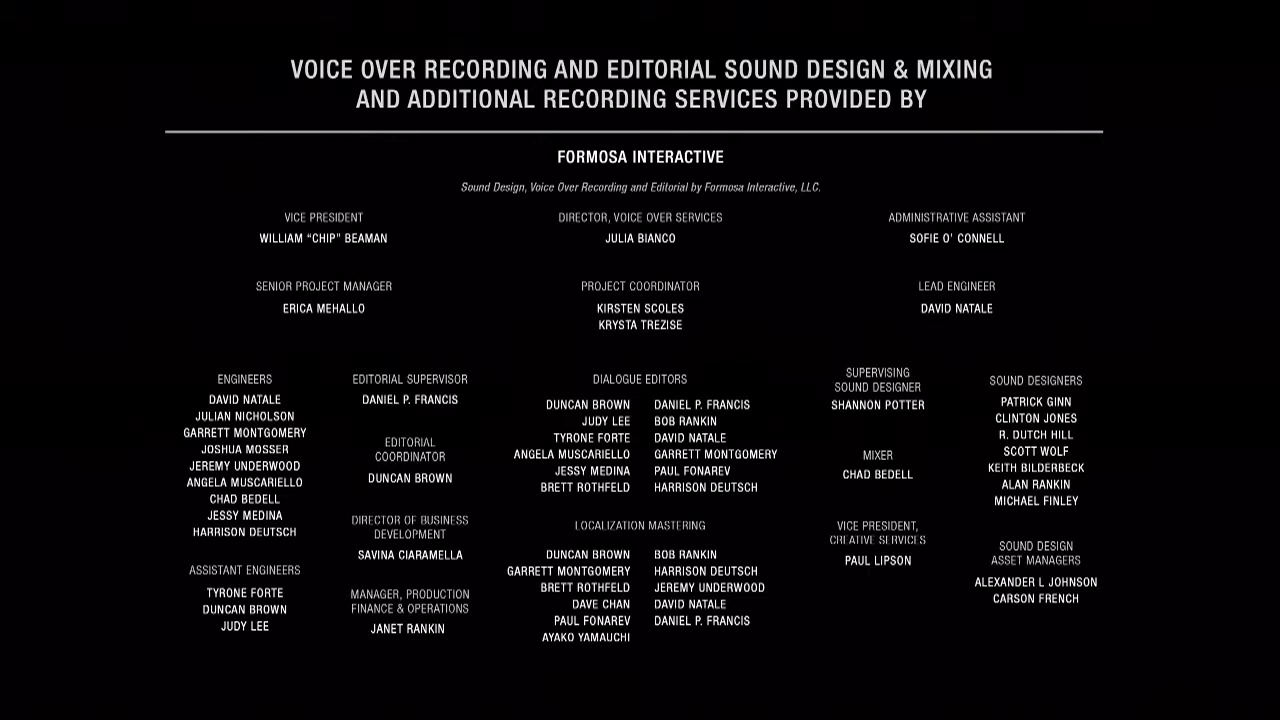 VOICE OVER RECORDING AND EDITORIAL SOUND DESIGN & MIXING
AND ADDITIONAL RECORDING SERVICES PROVIDED BY
FORMOSA INTERACTIVE
Sound Design, Voice Over Recording and Editorial by Formosa Interactive, LLC.
VICE PRESIDENT
WILLIAM “CHIP” BEAMAN
DIRECTOR, VOICE OVER SERVICES
JULIA BIANCO
ADMINISTRATIVE ASSISTANT
SOFIE O' CONNELL
SENIOR PROJECT MANAGER
ERICA MEHALLO
PROJECT COORDINATOR
KIRSTEN SCOLES
KRYSTA TREZISE
LEAD ENGINEER
DAVID NATALE
ENGINEERS
DAVID NATALE
JULIAN NICHOLSON
GARRETT MONTGOMERY
JOSHUA MOSSER
JEREMY UNDERWOOD
ANGELA MUSCARIELLO
CHAD BEDELL
JESSY MEDINA
HARRISON DEUTSCH
ASSISTANT ENGINEERS
TYRONE FORTE
DUNCAN BROWN
JUDY LEE
EDITORIAL SUPERVISOR
DANIEL P. FRANCIS
EDITORIAL
COORDINATOR
DUNCAN BROWN
DIRECTOR OF BUSINESS
DEVELOPMENT
SAVINA CIARAMELLA
MANAGER, PRODUCTION
FINANCE & OPERATIONS
JANET RANKIN
DIALOGUE EDITORS
DUNCAN BROWN DANIEL P. FRANCIS
JUDY LEE BOB RANKIN
TYRONE FORTE DAVID NATALE
ANGELA MUSCARIELLO GARRETT MONTGOMERY
JESSY MEDINA PAUL FONAREV
BRETT ROTHFELD HARRISON DEUTSCH
LOCALIZATION MASTERING
DUNCAN BROWN BOB RANKIN
GARRETT MONTGOMERY HARRISON DEUTSCH
BRETT ROTHFELD JEREMY UNDERWOOD
DAVE CHAN DAVID NATALE
PAUL FONAREV DANIEL P. FRANCIS
AYAKO YAMAUCHI
SUPERVISING
SOUND DESIGNER
SHANNON POTTER
MIXER
CHAD BEDELL
VICE PRESIDENT,
CREATIVE SERVICES
PAUL LIPSON
SOUND DESIGNERS
PATRICK GINN
CLINTON JONES
R. DUTCH HILL
SCOTT WOLF
KEITH BILDERBECK
ALAN RANKIN
MICHAEL FINLEY
SOUND DESIGN
ASSET MANAGERS
ALEXANDER L JOHNSON
CARSON FRENCH